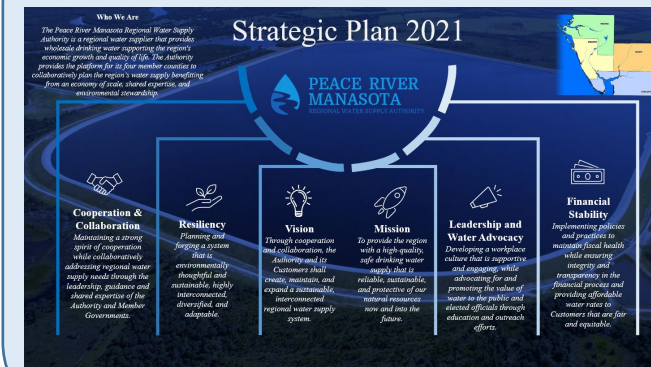 Who We Are
The Peace River Manasota Regional Water Supply
Authority is a regional water supplier that provides
wholesale drinking water supporting the region's
economic growth and quality of life. The Authority
provides the platform for its four member counties to
collaboratively plan the region's water supply benefitting
from an economy of scale, shared expertise, and
environmental stewardship.
Strategic Plan 2021
PEACE RIVER
MANASOTA
REGIONAL WATER SUPPLY AUTHORITY
Cooperation &
Collaboration
Maintaining a strong
spirit of cooperation
while collaboratively
addressing regional water
supply needs through the
leadership, guidance and
shared expertise of the
Authority and Member
Governments.
Resiliency
Planning and
forging a system
that is
environmentally
thoughtful and
sustainable, highly
interconnected,
diversified, and
adaptable.
Vision
Through cooperation
and collaboration, the
Authority and its
Customers shall
create, maintain, and
expand a sustainable,
interconnected
regional water supply
system.
Mission
To provide the region
with a high-quality,
safe drinking water
supply that is
reliable, sustainable,
and protective of our
natural resources
now and into the
future.
Leadership and
Water Advocacy
Developing a workplace
culture that is supportive
and engaging, while
advocating for and
promoting the value of
water to the public and
elected officials through
education and outreach
efforts.
Financial
Stability
Implementing policies
and practices to
maintain fiscal health
while ensuring
integrity and
transparency in the
financial process and
providing affordable
water rates to
Customers that are fair
and equitable.